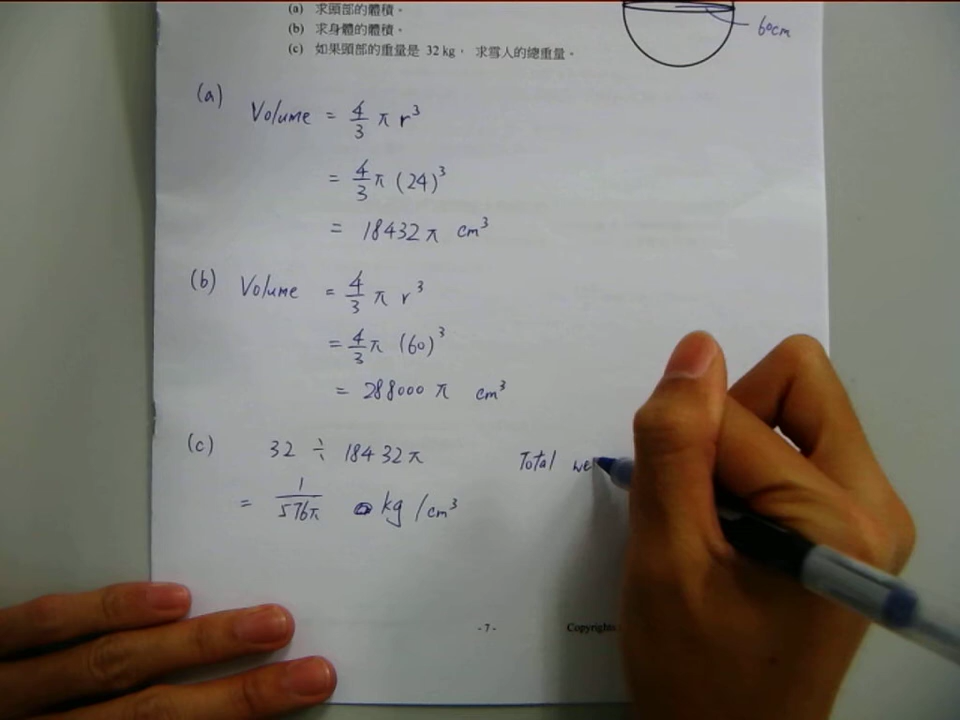 (a) 求頭部的體積。
(b) 求身體的體積。
(c) 如果頭部的重量是 32 kg， 求雪人的總重量。
60cm
(a) Volume = 4/3 π r³
= 4/3 π (24)³
= 18432 π cm³
(b) Volume = 4/3 π r³
= 4/3 π (60)³
= 288000 π cm³
(c) 32 ÷ 18432π
= 1/576π kg /cm³
Total we
- 7 -
Copyright